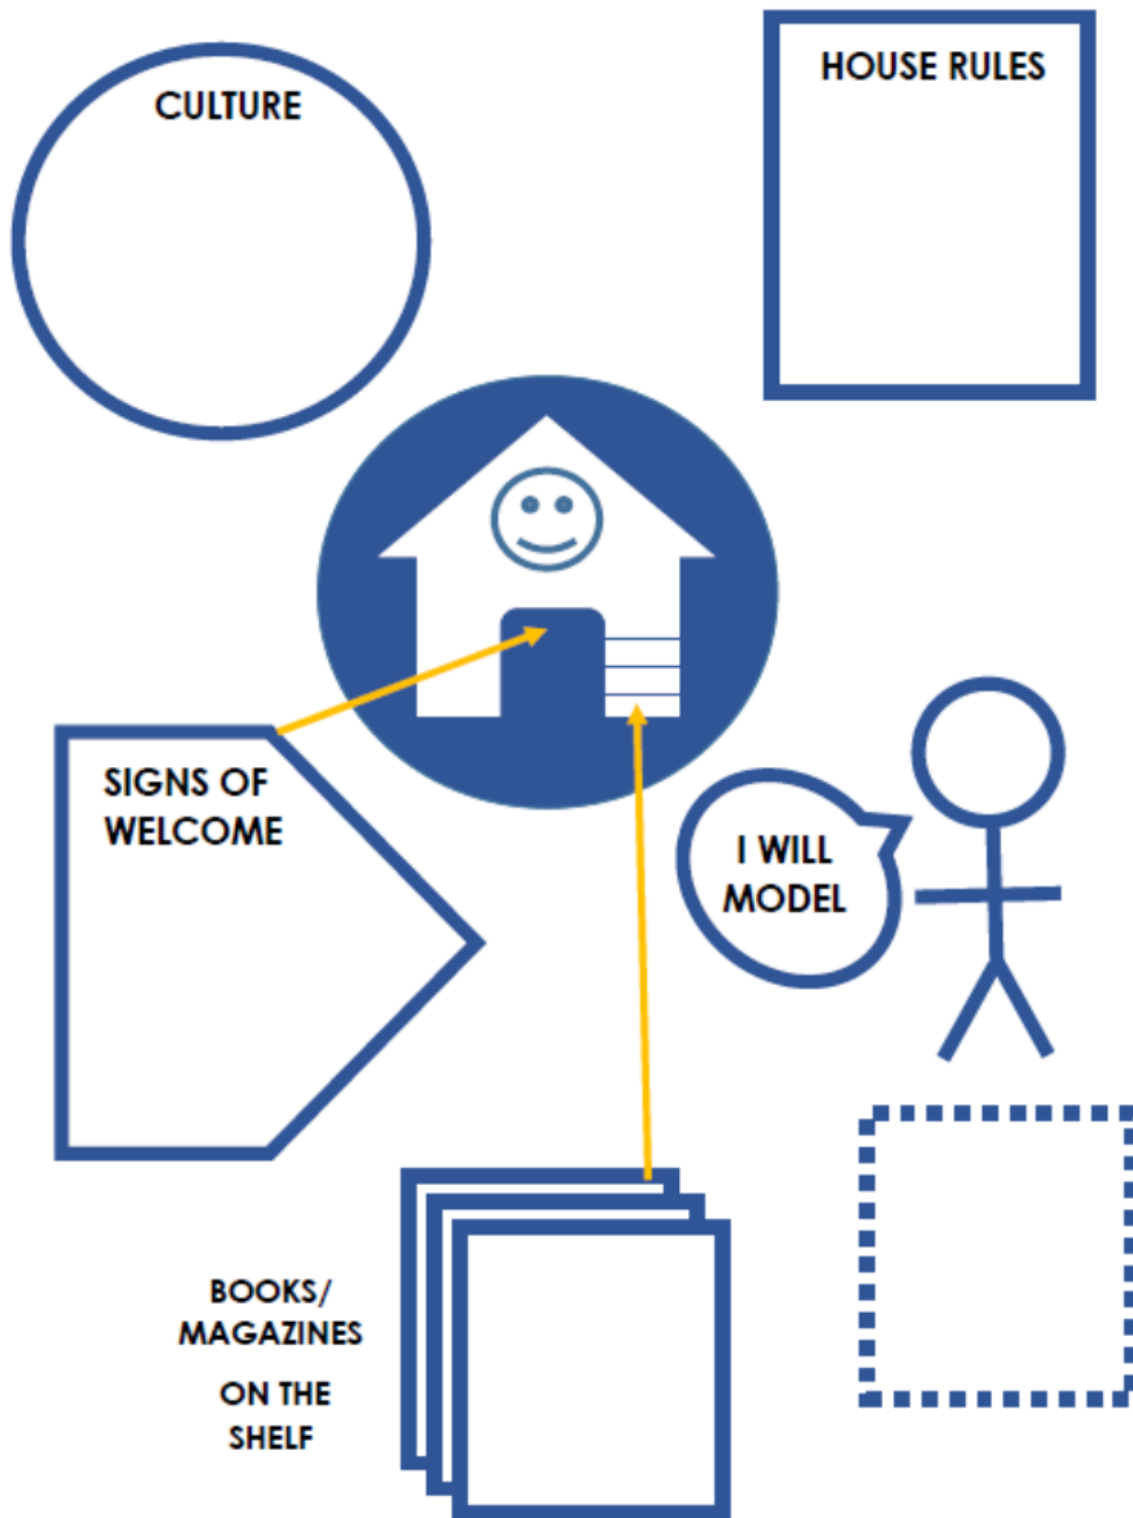 CULTURE
HOUSE RULES
SIGNS OF
WELCOME
I WILL
MODEL
BOOKS/
MAGAZINES
ON THE
SHELF